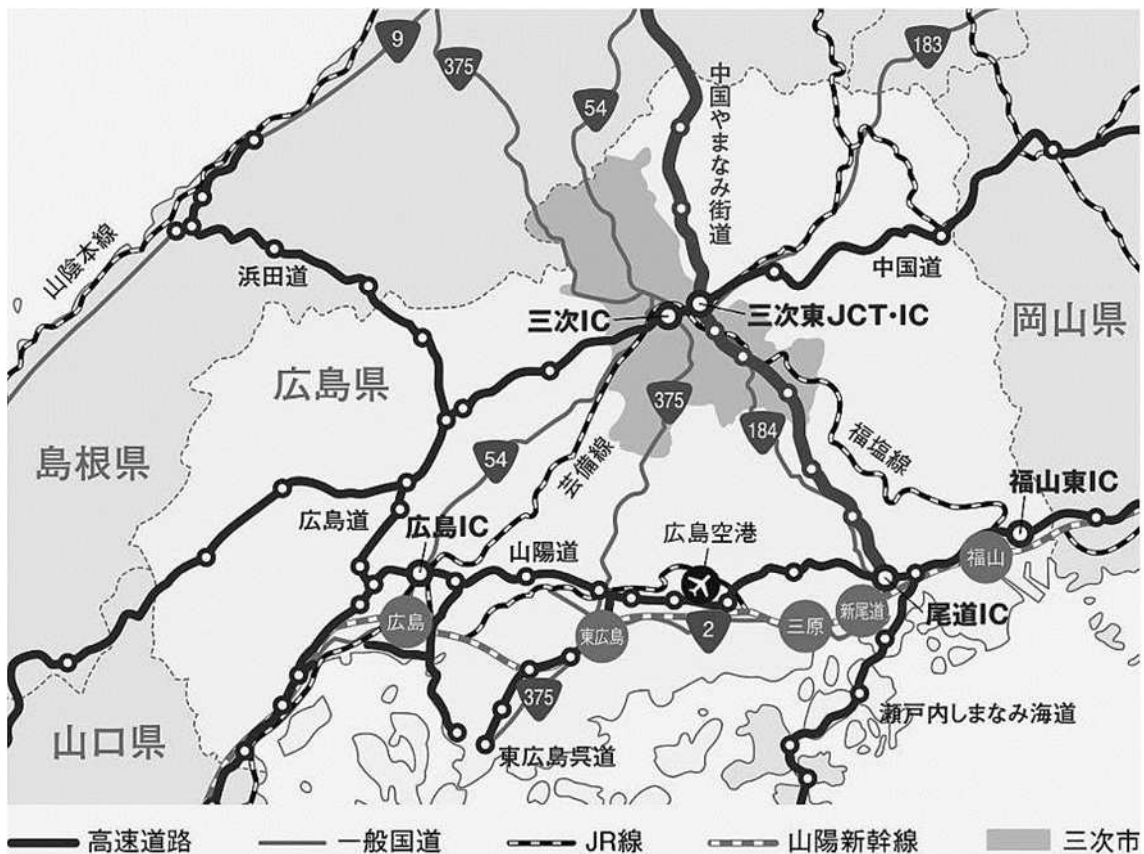 9
375
54
183
中国やまなみ街道
山陰本線
浜田道
中国道
三次IC
三次東JCT・IC
岡山県
広島県
375
184
島根県
54
芸備線
福塩線
福山東IC
広島道
広島IC
山陽道
広島空港
福山
広島
東広島
2
三原
新尾道
尾道IC
375
瀬戸内しまなみ海道
山口県
東広島呉道
高速道路
一般国道
JR線
山陽新幹線
三次市